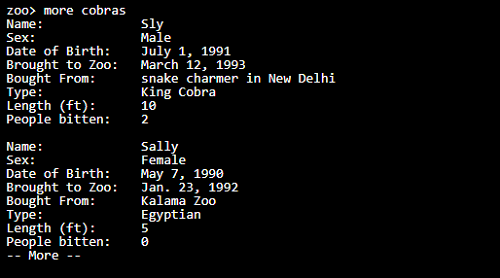 zoo> more cobras
Name: Sly
Sex: Male
Date of Birth: July 1, 1991
Brought to Zoo: March 12, 1993
Bought From: snake charmer in New Delhi
Type: King Cobra
Length (ft): 10
People bitten: 2

Name: Sally
Sex: Female
Date of Birth: May 7, 1990
Brought to Zoo: Jan. 23, 1992
Bought From: Kalama Zoo
Type: Egyptian
Length (ft): 5
People bitten: 0
-- More --